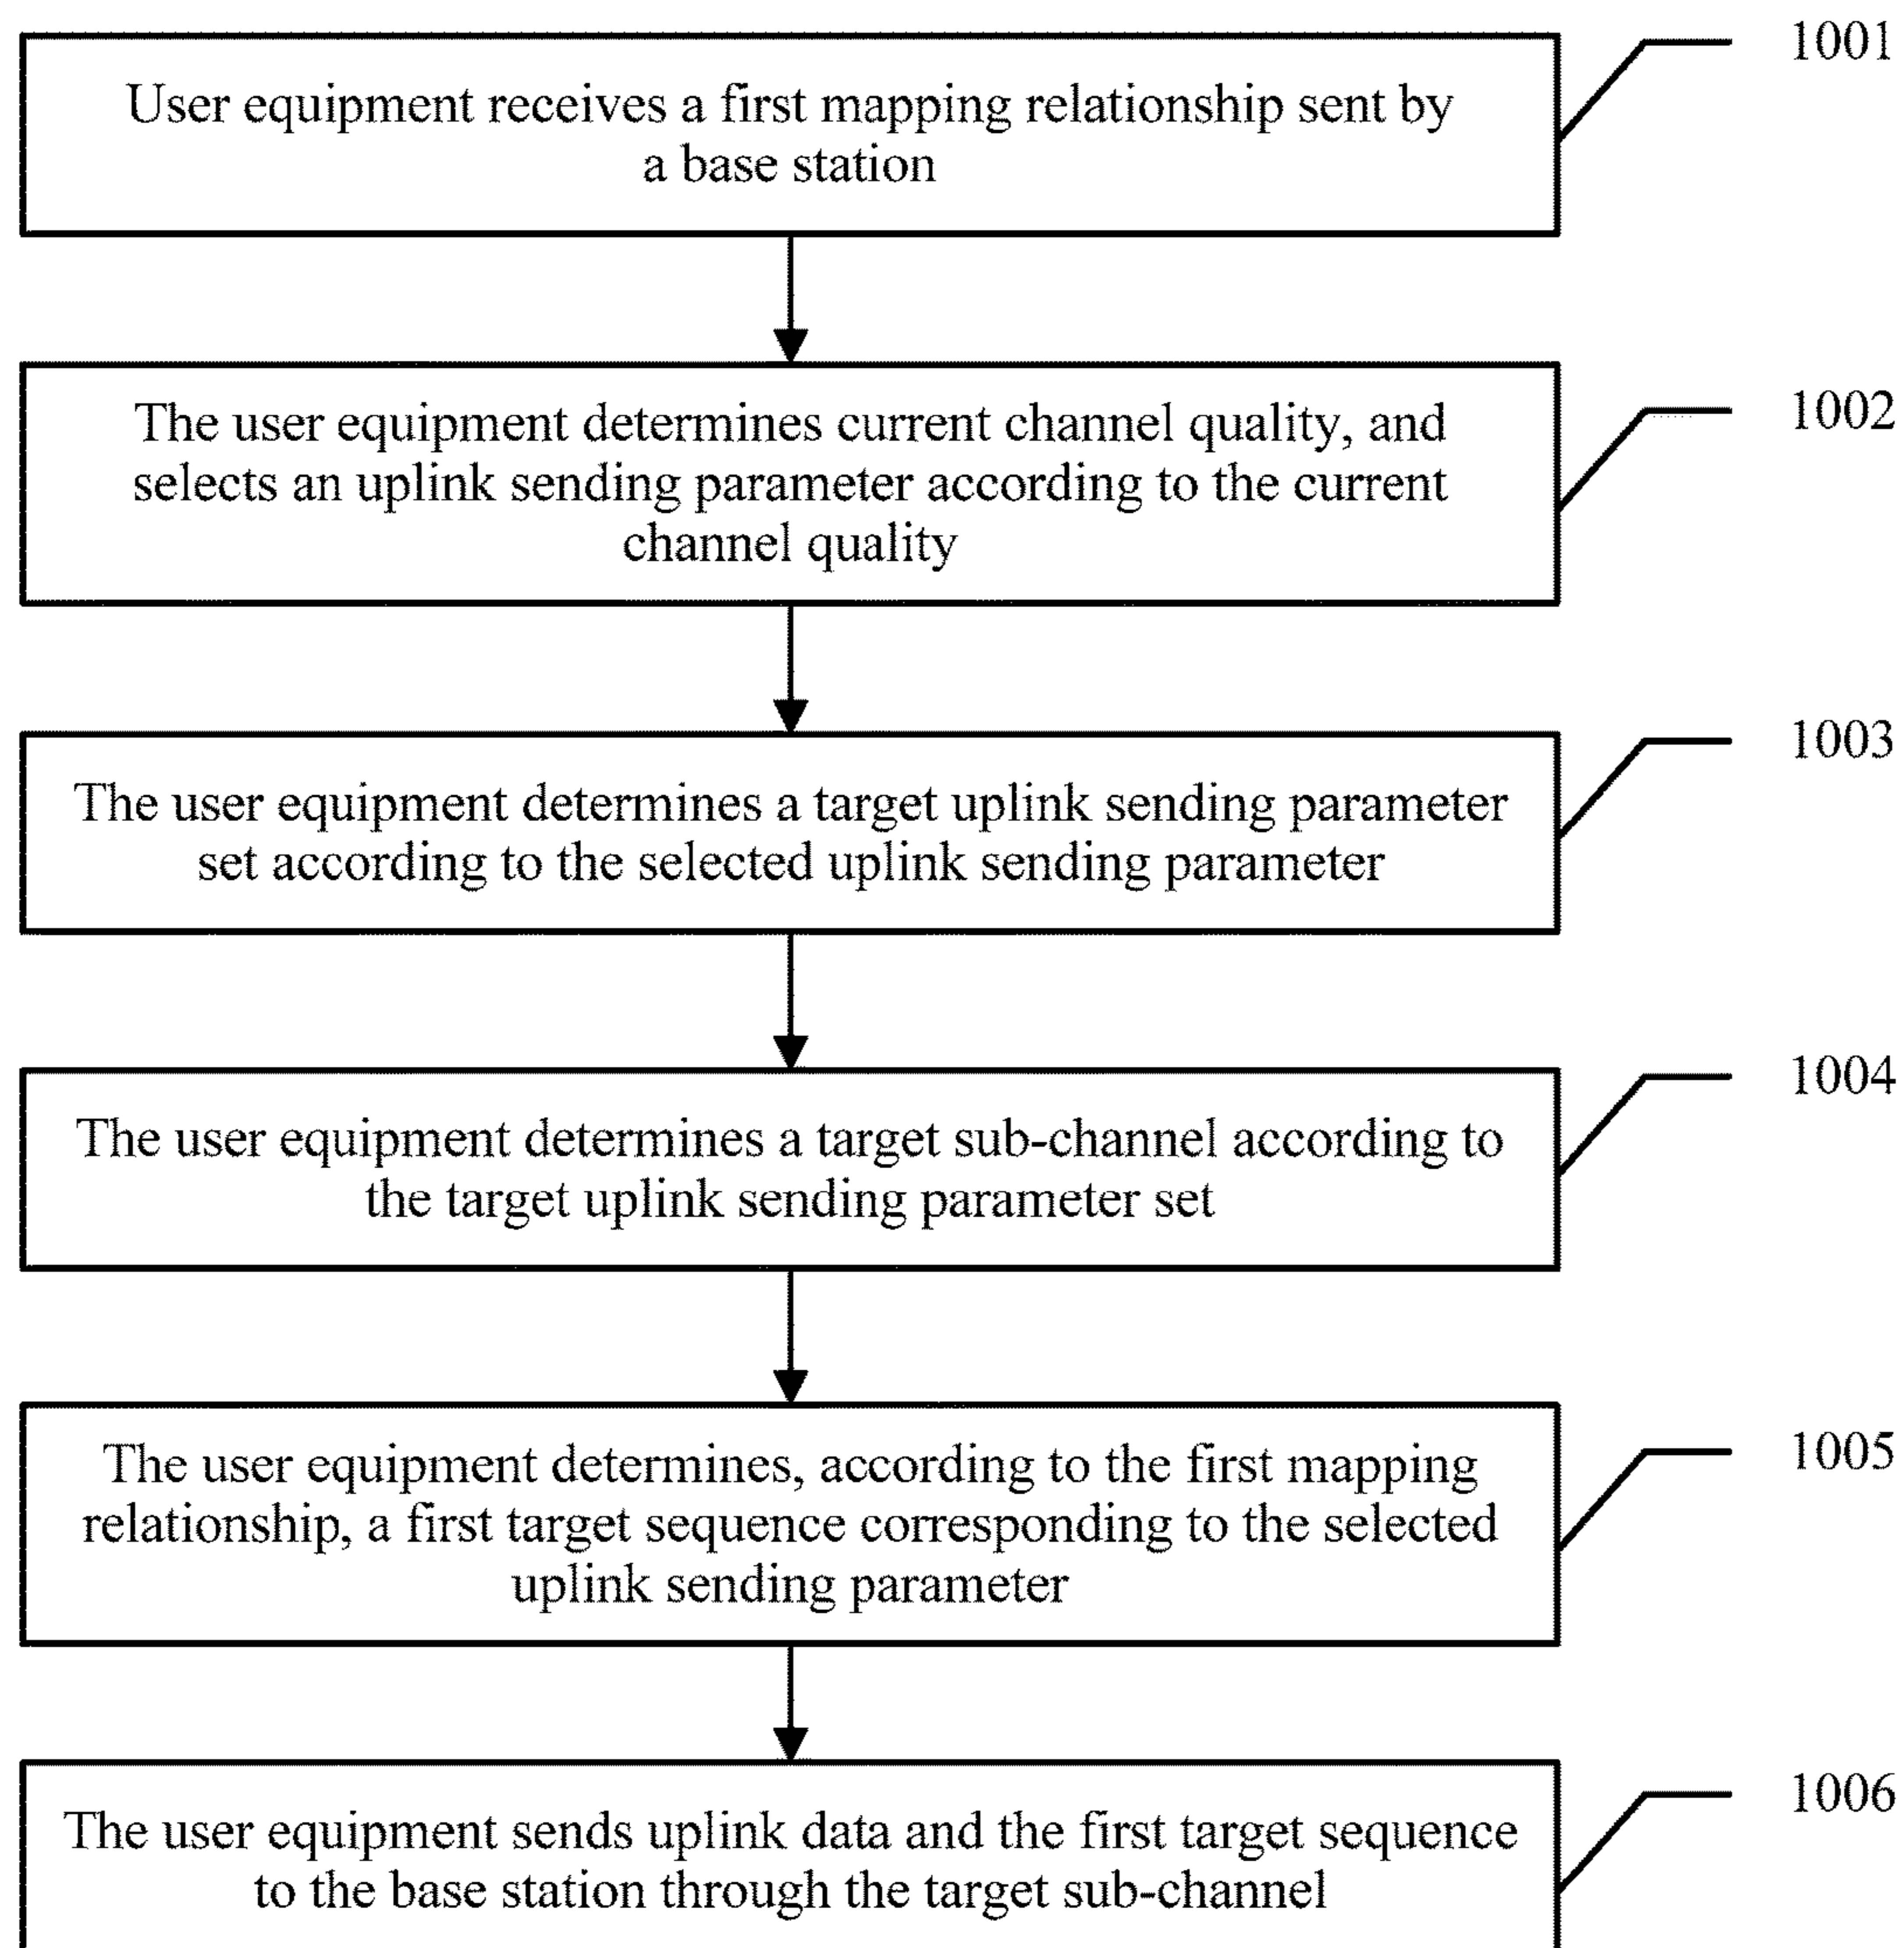 1001
User equipment receives a first mapping relationship sent by
a base station
1002
The user equipment determines current channel quality, and
selects an uplink sending parameter according to the current
channel quality
1003
The user equipment determines a target uplink sending parameter
set according to the selected uplink sending parameter
1004
The user equipment determines a target sub-channel according to
the target uplink sending parameter set
1005
The user equipment determines, according to the first mapping
relationship, a first target sequence corresponding to the selected
uplink sending parameter
1006
The user equipment sends uplink data and the first target sequence
to the base station through the target sub-channel